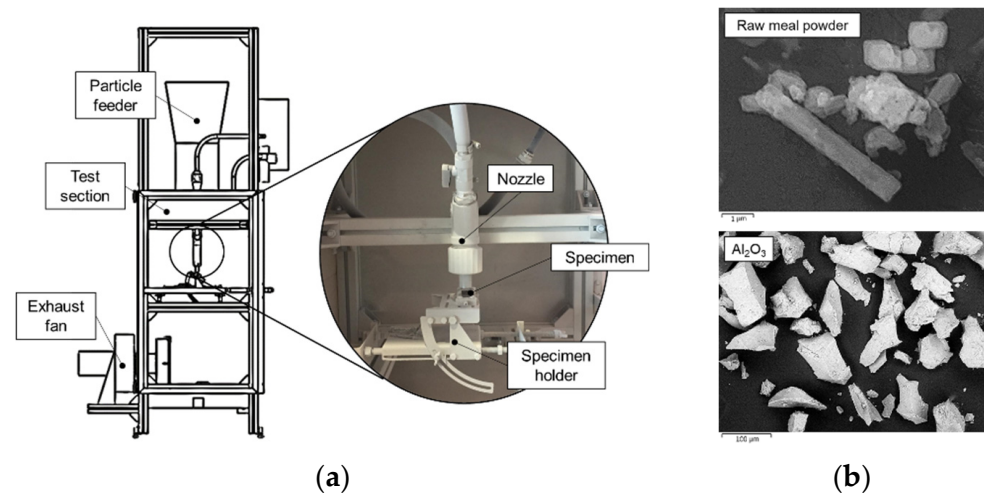 Particle
feeder
Test
section
Exhaust
fan
Nozzle
Specimen
Specimen
holder
(a)
Raw meal powder
1 µm
Al₂O₃
100 µm
(b)